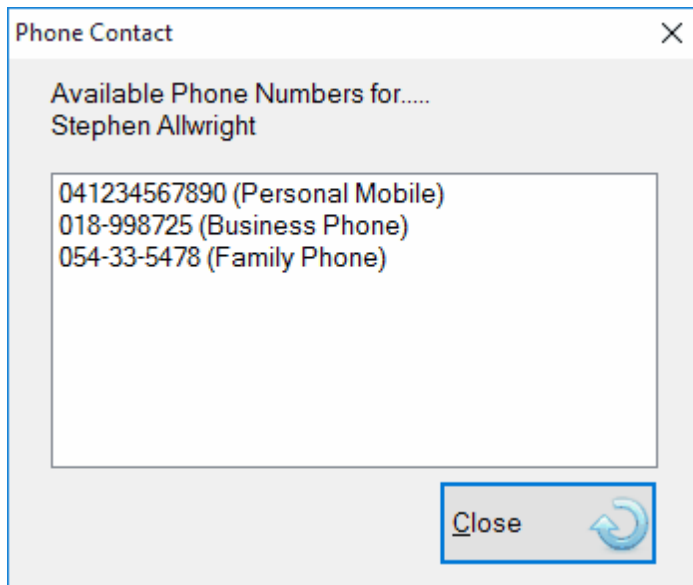 Phone Contact
Available Phone Numbers for.....
Stephen Allwright
041234567890 (Personal Mobile)
018-998725 (Business Phone)
054-33-5478 (Family Phone)
Close